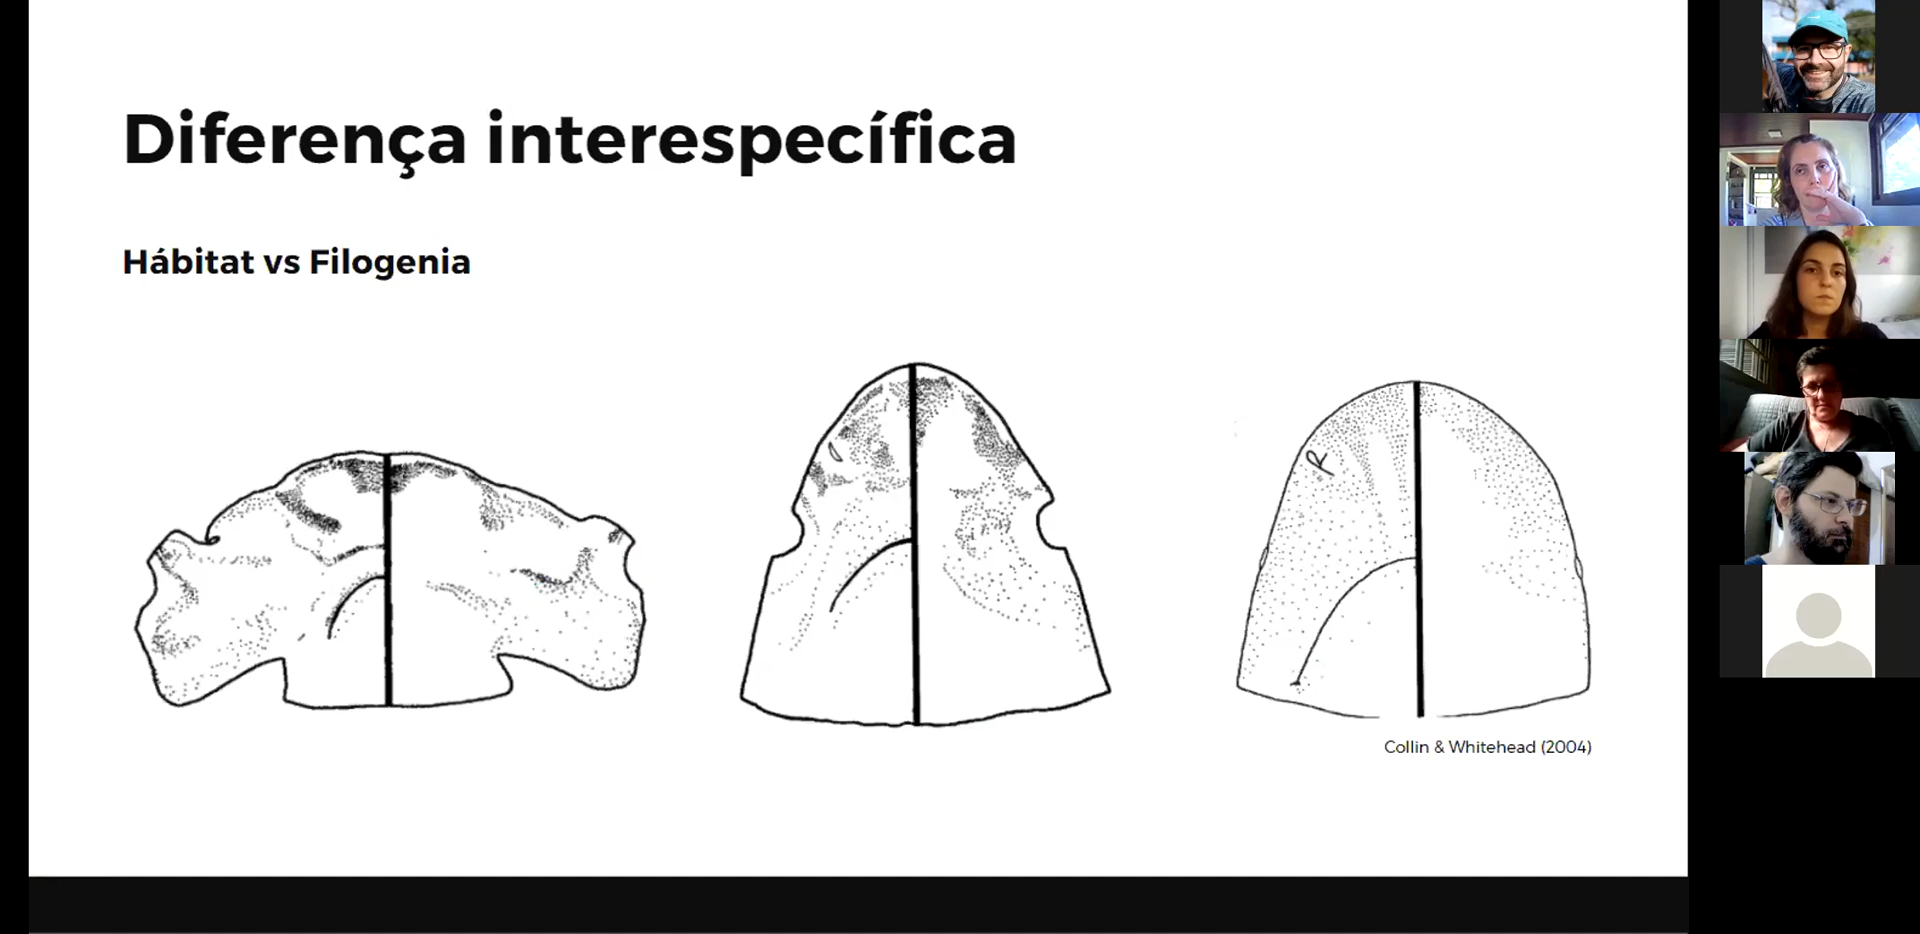 Diferença interespecífica
Hábitat vs Filogenia
R
Collin & Whitehead (2004)